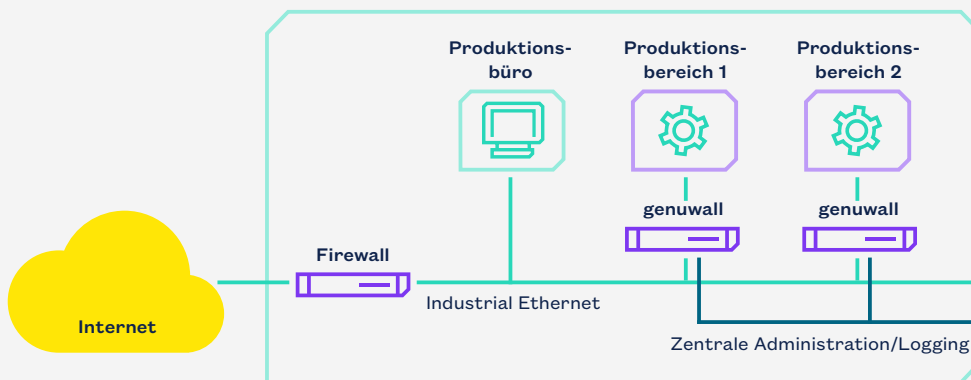 Produktions-
büro
Produktions-
bereich 1
Produktions-
bereich 2
genuwall
genuwall
Firewall
Industrial Ethernet
Internet
Zentrale Administration/Logging